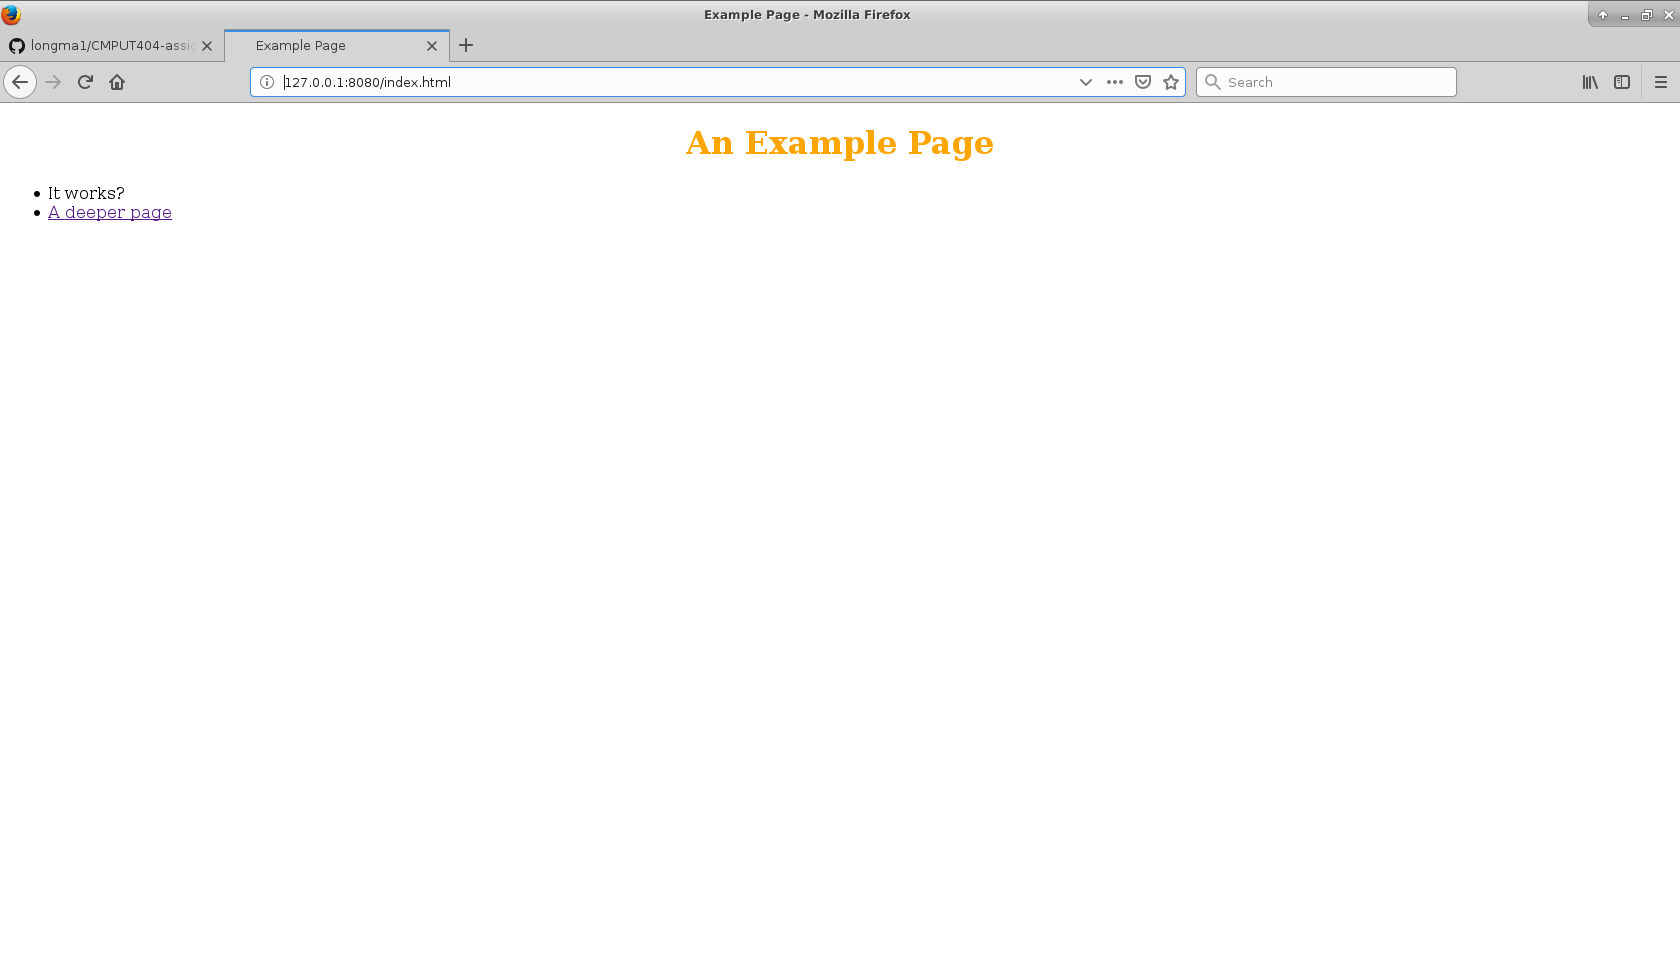 Example Page - Mozilla Firefox
longma1/CMPUT404-assig
Example Page
127.0.0.1:8080/index.html
Search
An Example Page
It works?
A deeper page